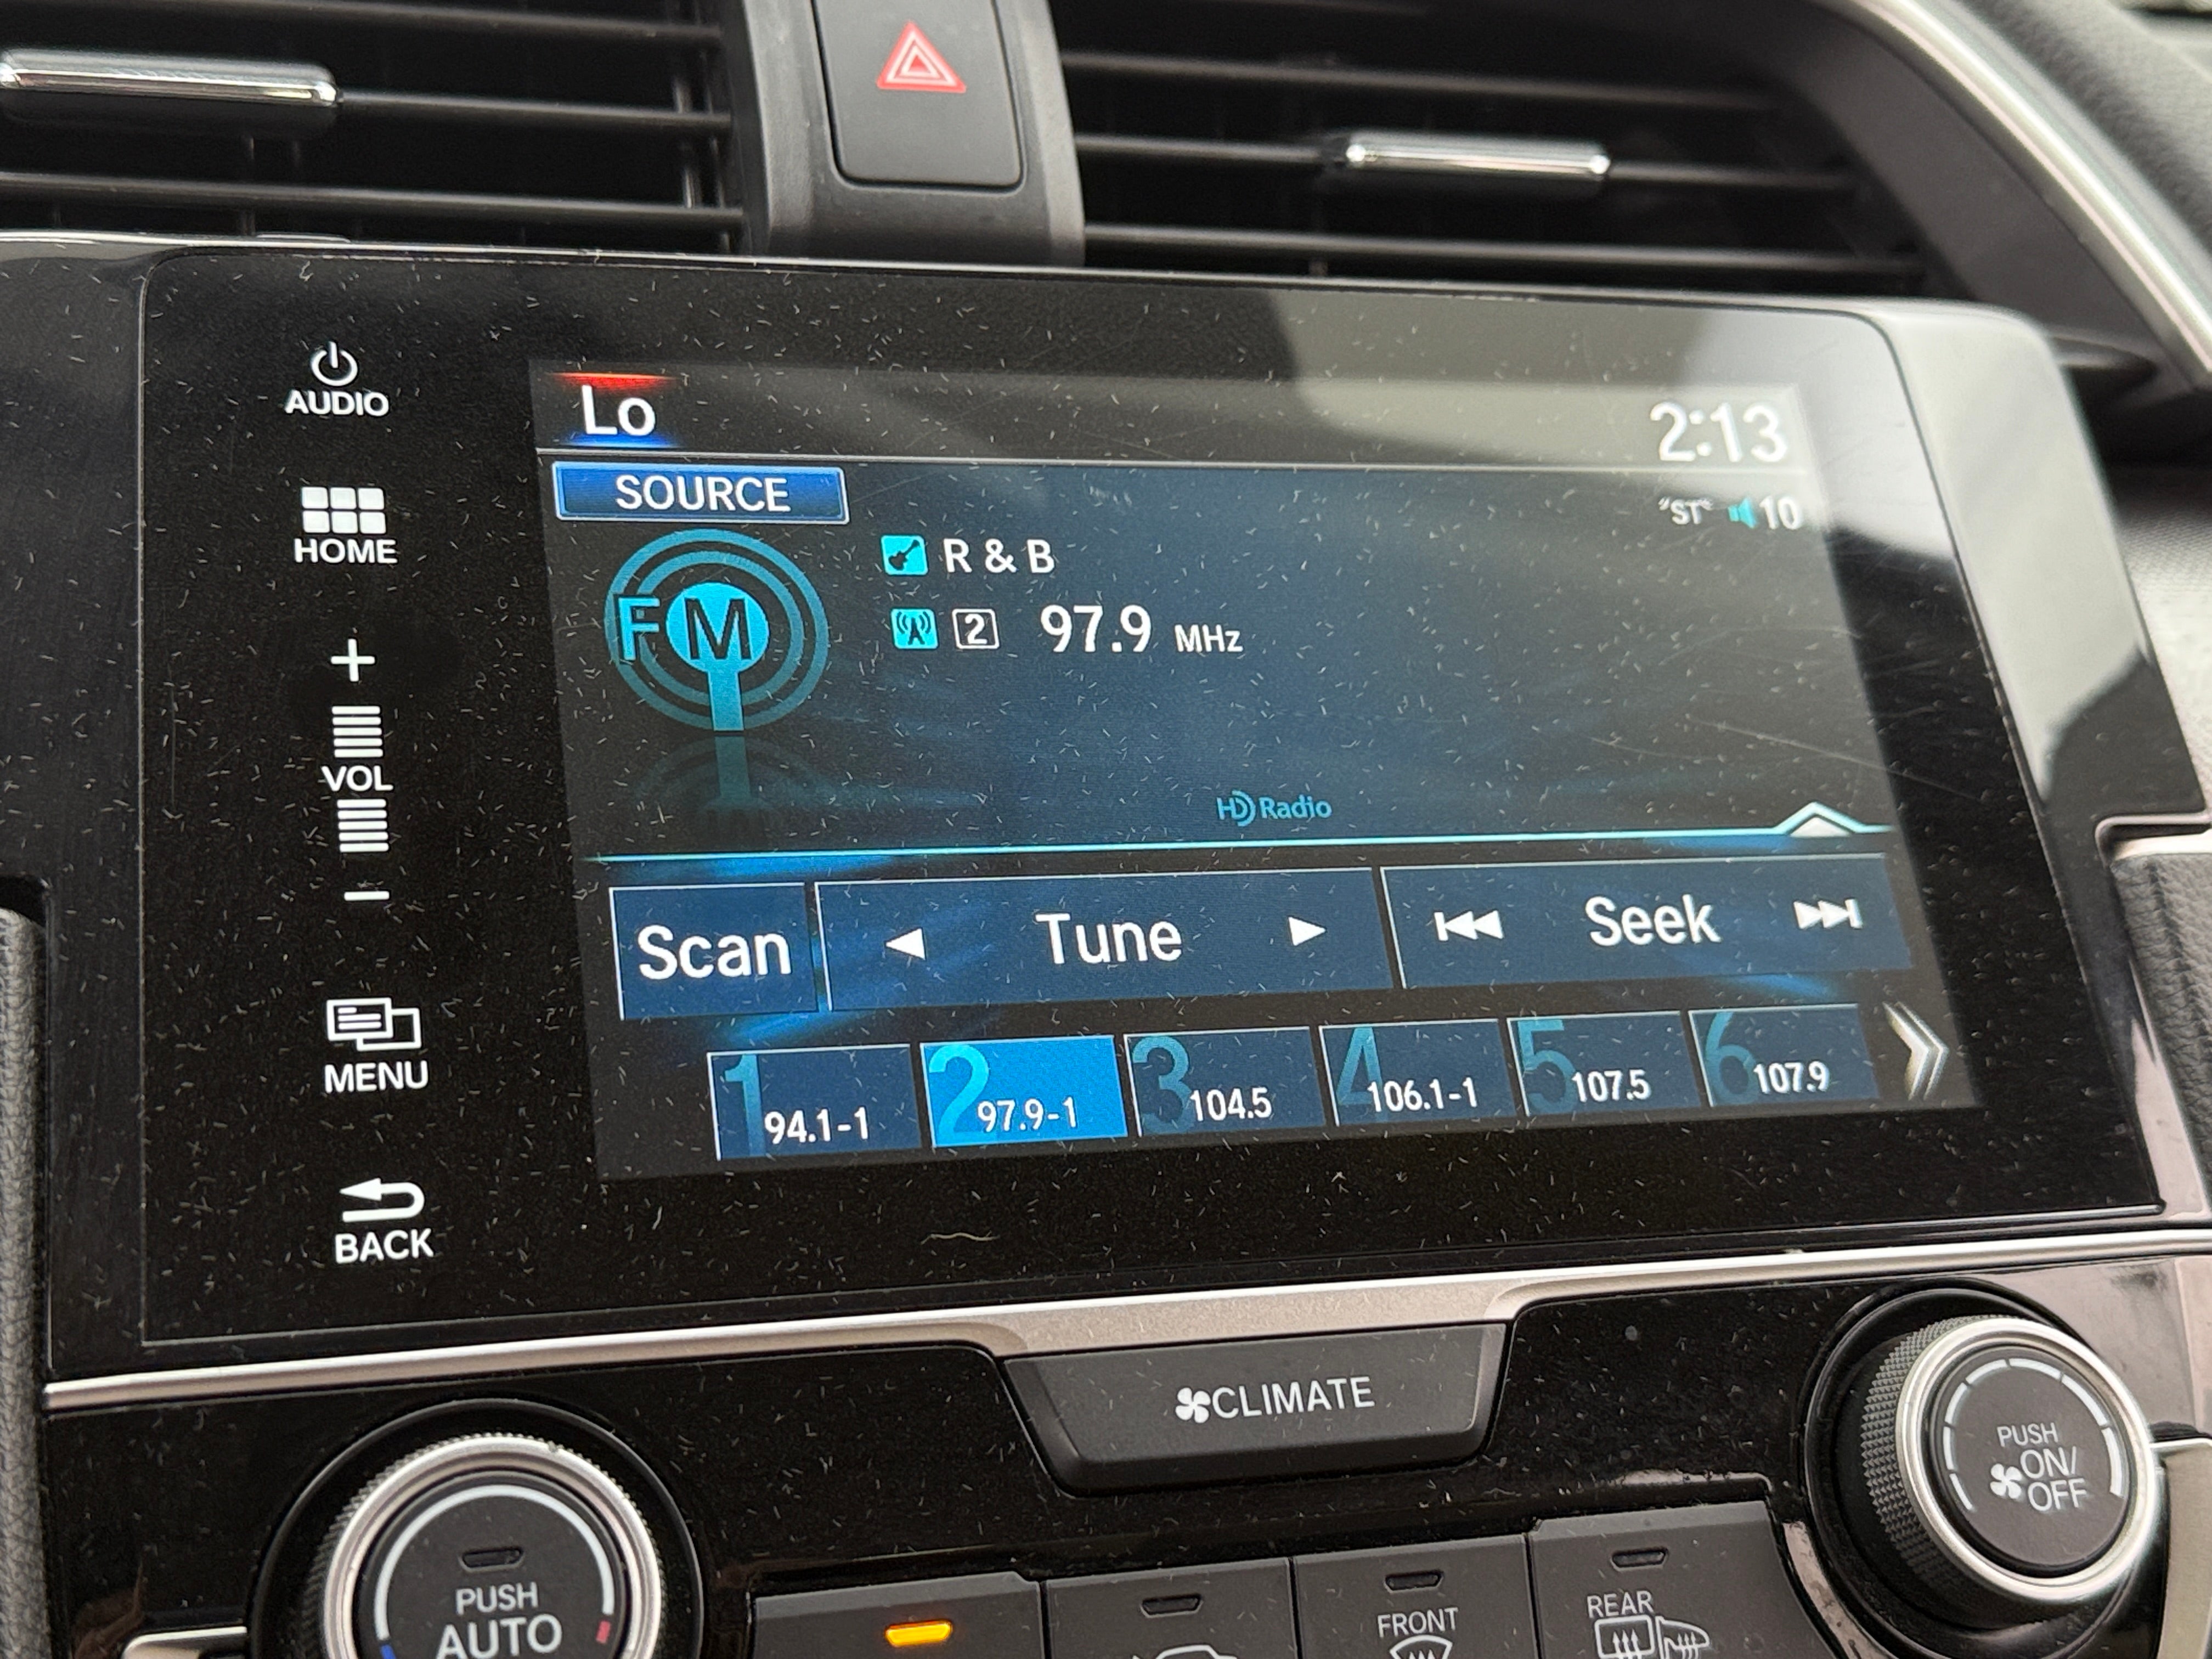 AUDIO
Lo
2:13
SOURCE
"ST" 10
HOME
R & B
FM
2 97.9 MHz
VOL
HD Radio
Scan
Tune
Seek
MENU
1 94.1-1
2 97.9-1
3 104.5
4 106.1-1
5 107.5
6 107.9
BACK
CLIMATE
PUSH
ON/
OFF
PUSH
AUTO
FRONT
REAR